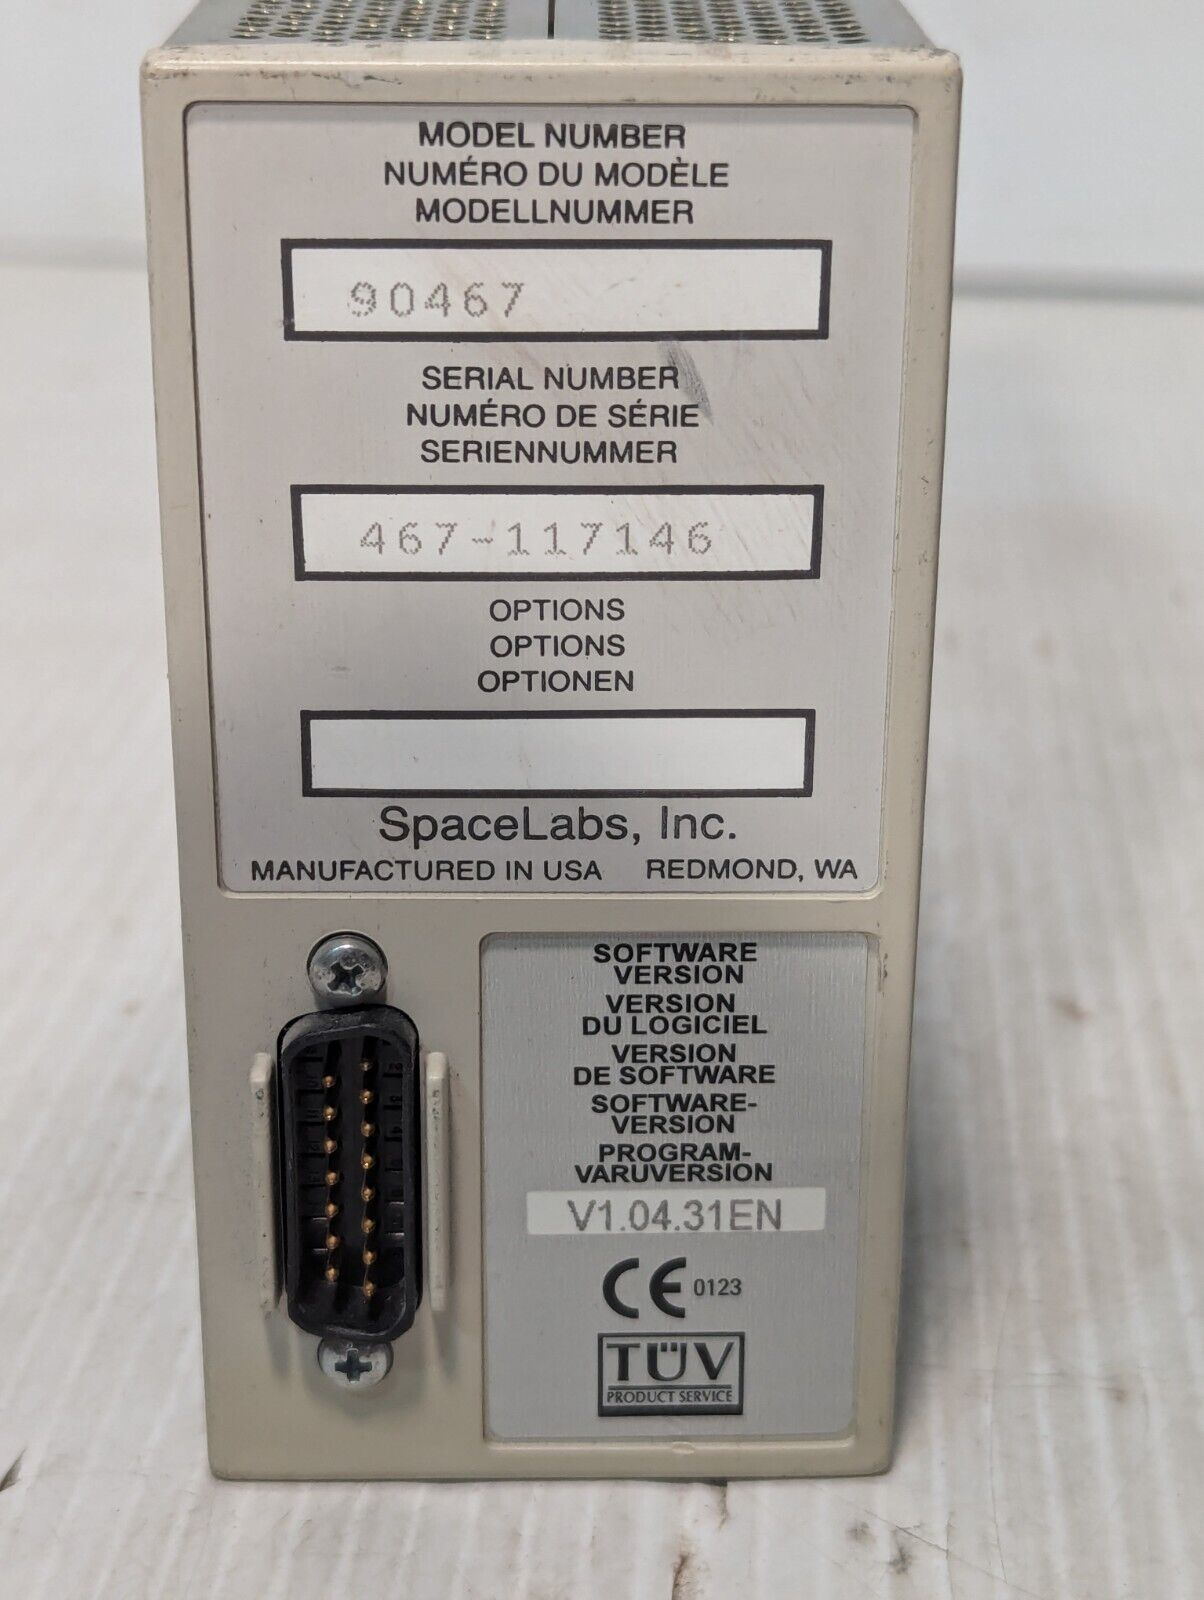 MODEL NUMBER
NUMÉRO DU MODÈLE
MODELLNUMMER
90467
SERIAL NUMBER
NUMÉRO DE SÉRIE
SERIENNUMMER
467-117146
OPTIONS
OPTIONS
OPTIONEN
SpaceLabs, Inc.
MANUFACTURED IN USA REDMOND, WA
SOFTWARE
VERSION
VERSION
DU LOGICIEL
VERSION
DE SOFTWARE
SOFTWARE-
VERSION
PROGRAM-
VARUVERSION
V1.04.31EN
CE 0123
TÜV
PRODUCT SERVICE